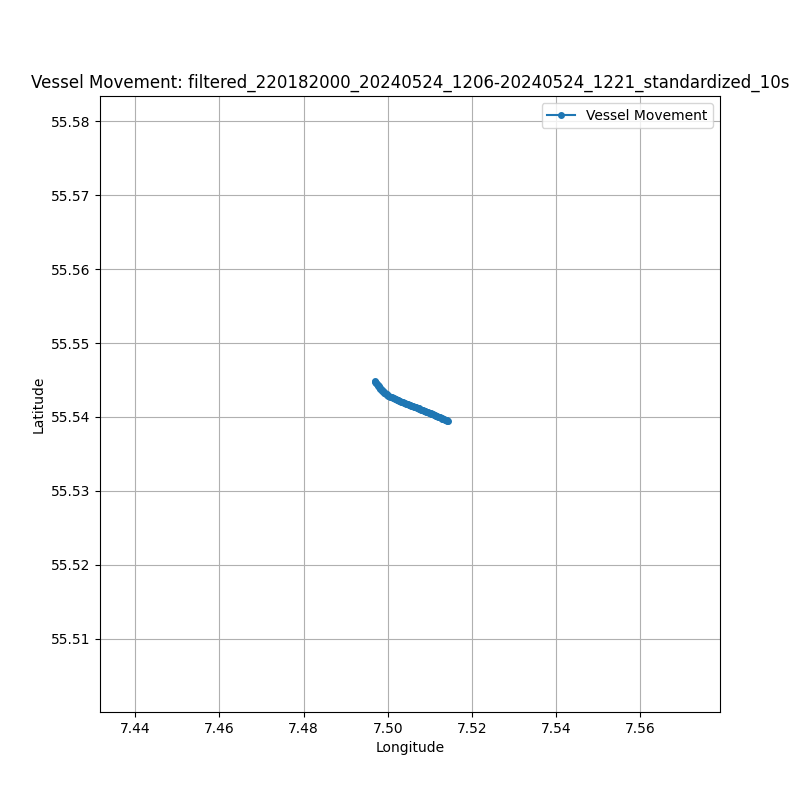 Vessel Movement: filtered_220182000_20240524_1206-20240524_1221_standardized_10s
Vessel Movement
55.58
55.57
55.56
55.55
55.54
55.53
55.52
55.51
Latitude
7.44 7.46 7.48 7.50 7.52 7.54 7.56
Longitude